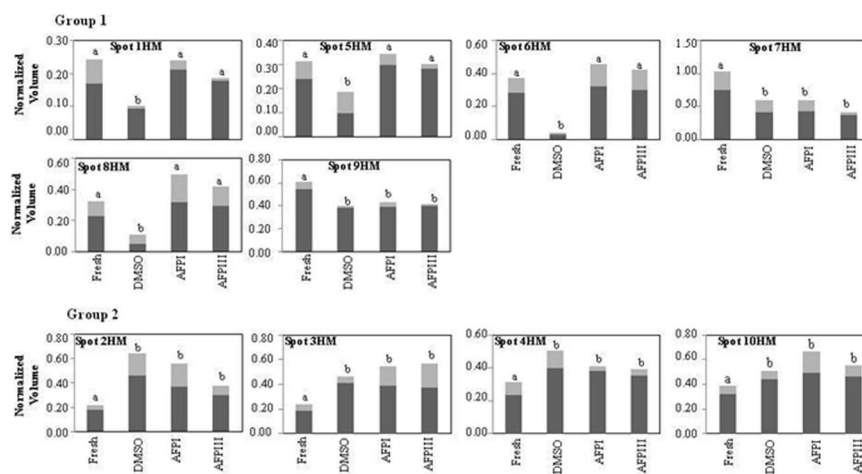 Group 1
Spot 1HM
Spot 5HM
Spot 6HM
Spot 7HM
Normalized Volume
0.30
0.20
0.10
0.00
a b a a
0.40
0.30
0.20
0.10
0.00
a b a a
0.60
0.40
0.20
0.00
a b a a
Fresh DMSO AFPI AFPIII
1.50
1.00
0.50
0.00
a b b b
Fresh DMSO AFPI AFPIII
Spot 8HM
Spot 9HM
Normalized Volume
0.60
0.40
0.20
0.00
a b a a
Fresh DMSO AFPI AFPIII
0.80
0.60
0.40
0.20
0.00
a b b b
Fresh DMSO AFPI AFPIII
Group 2
Spot 2HM
Spot 3HM
Spot 4HM
Spot 10HM
Normalized Volume
0.80
0.60
0.40
0.20
0.00
a b b b
Fresh DMSO AFPI AFPIII
0.80
0.60
0.40
0.20
0.00
a b b b
Fresh DMSO AFPI AFPIII
0.60
0.40
0.20
0.00
a b b b
Fresh DMSO AFPI AFPIII
0.80
0.60
0.40
0.20
0.00
a b b b
Fresh DMSO AFPI AFPIII